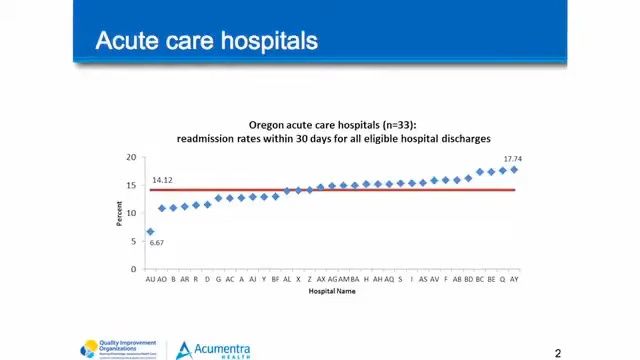 Acute care hospitals
Oregon acute care hospitals (n=33):
readmission rates within 30 days for all eligible hospital discharges
20
15
10
5
0
Percent
14.12
6.67
17.74
AU AO B AR R D G AC A AJ Y BF AL X Z AX AG AM BA H AH AQ S I AS AV F AB BD BC BE Q AY
Hospital Name
Quality Improvement
Organizations
Acumentra
HEALTH
2